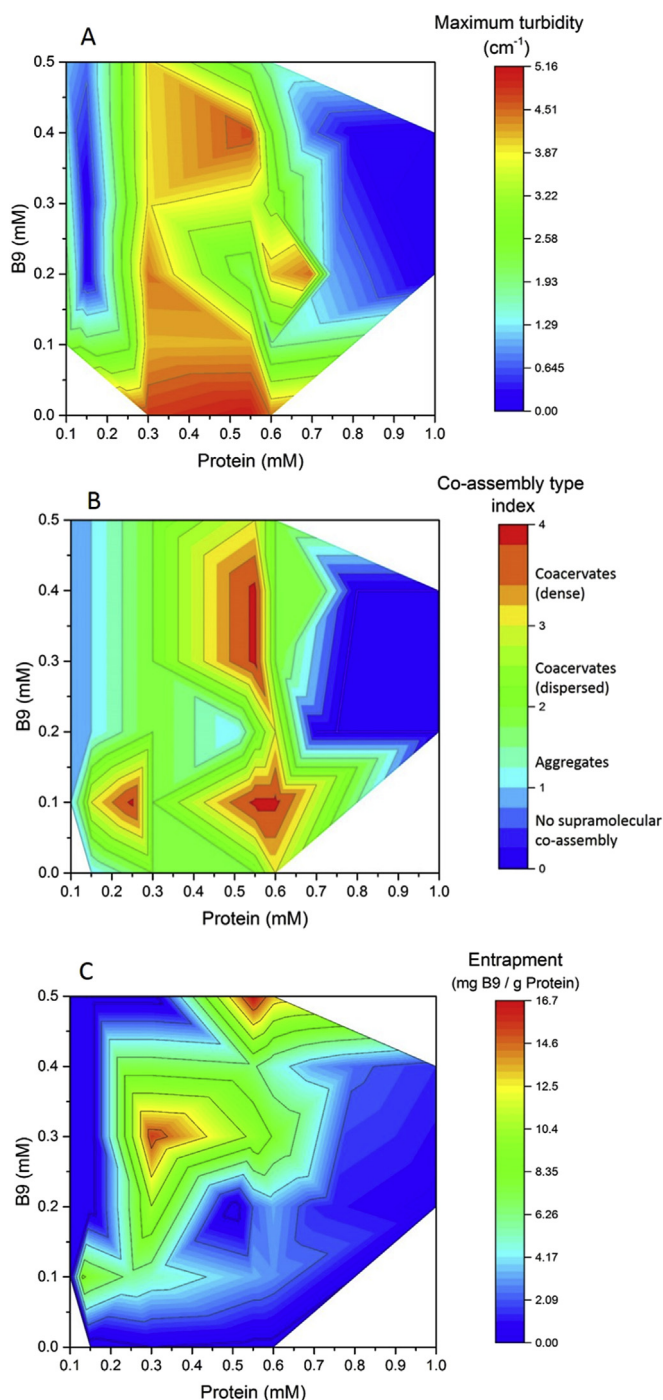 A
Maximum turbidity
(cm⁻¹)
0.5
0.4
0.3
0.2
0.1
0.0
B9 (mM)
0.1 0.2 0.3 0.4 0.5 0.6 0.7 0.8 0.9 1.0
Protein (mM)
5.16
4.51
3.87
3.22
2.58
1.93
1.29
0.645
0.00
B
Co-assembly type
index
0.5
0.4
0.3
0.2
0.1
0.0
B9 (mM)
0.1 0.2 0.3 0.4 0.5 0.6 0.7 0.8 0.9 1.0
Protein (mM)
4
Coacervates
(dense)
3
Coacervates
(dispersed)
2
Aggregates
1
No supramolecular
co-assembly
0
C
Entrapment
(mg B9 / g Protein)
0.5
0.4
0.3
0.2
0.1
0.0
B9 (mM)
0.1 0.2 0.3 0.4 0.5 0.6 0.7 0.8 0.9 1.0
Protein (mM)
16.7
14.6
12.5
10.4
8.35
6.26
4.17
2.09
0.00